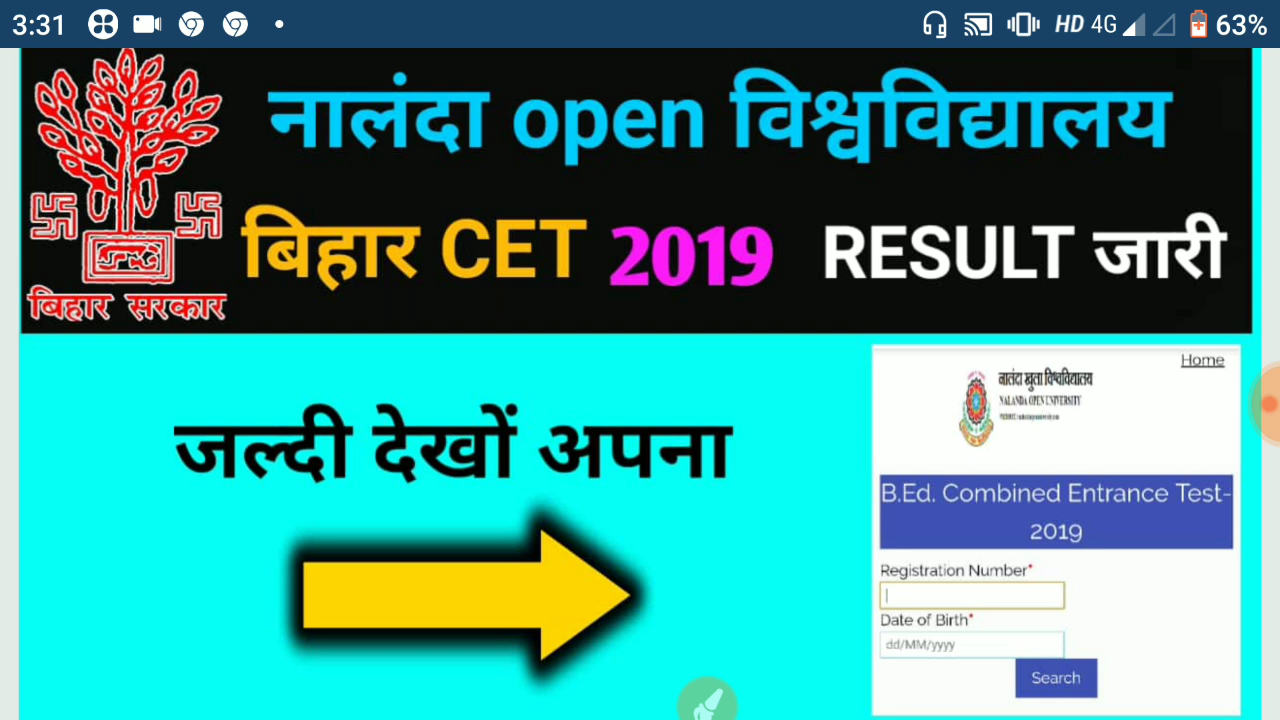 3:31 HD 4G 63%
नालंदा open विश्वविद्यालय
बिहार CET 2019 RESULT जारी
बिहार सरकार
जल्दी देखों अपना
Home
नालंदा खुला विश्वविद्यालय
NALANDA OPEN UNIVERSITY
B.Ed. Combined Entrance Test-
2019
Registration Number*
Date of Birth*
dd/MM/yyyy
Search